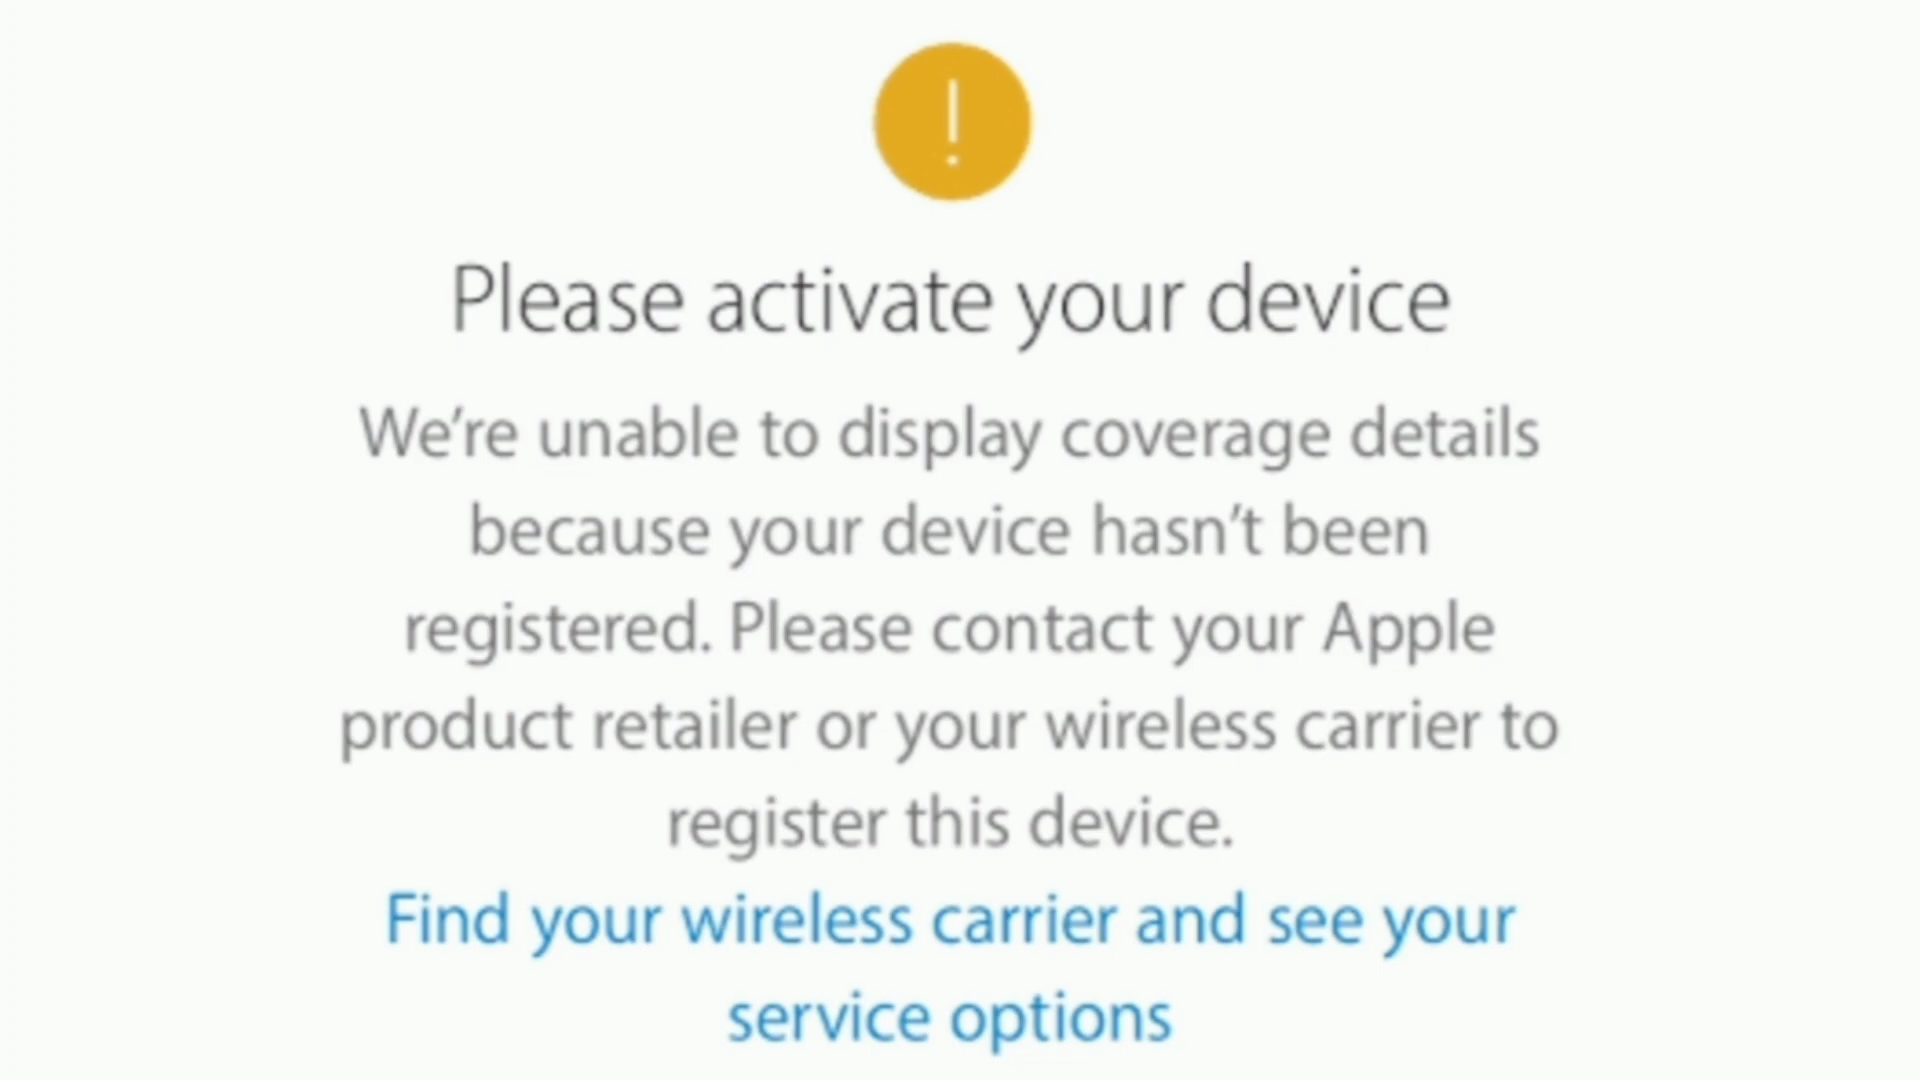 !
Please activate your device
We’re unable to display coverage details
because your device hasn’t been
registered. Please contact your Apple
product retailer or your wireless carrier to
register this device.
Find your wireless carrier and see your
service options